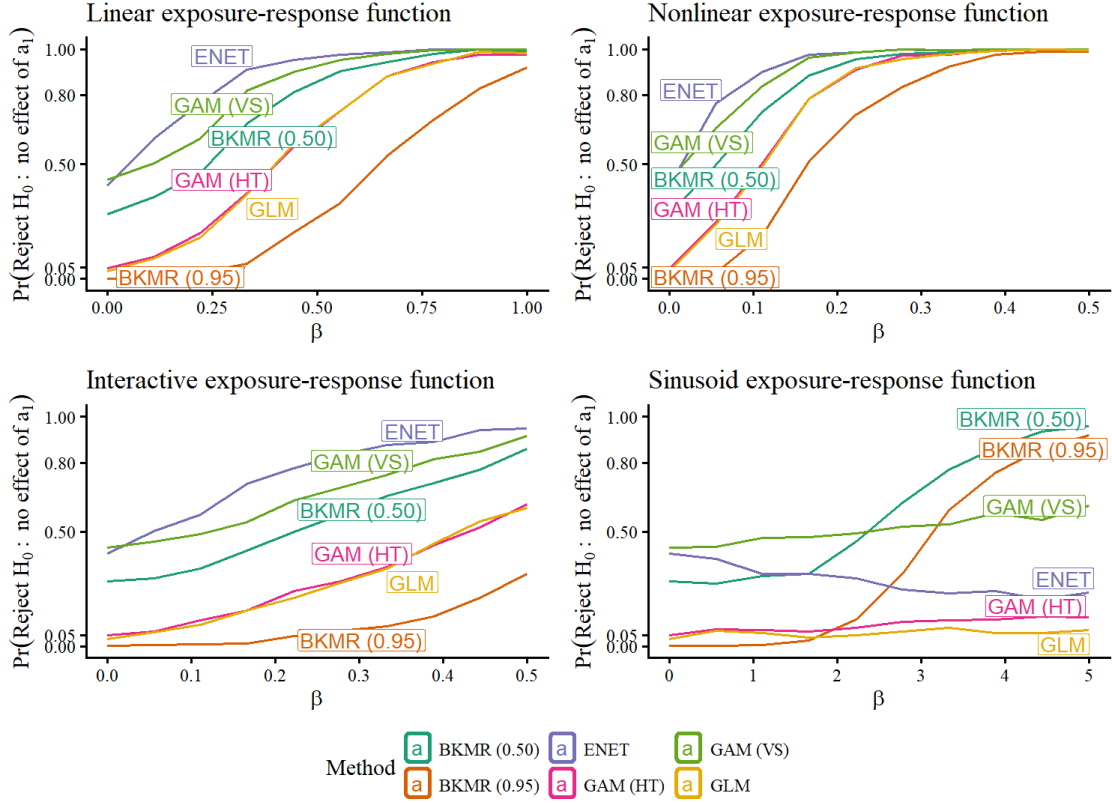 Linear exposure-response function
Pr(Reject H0 : no effect of a1)
1.00
0.80
0.50
0.05
0.00
ENET
GAM (VS)
BKMR (0.50)
GAM (HT)
GLM
BKMR (0.95)
0.00 0.25 0.50 0.75 1.00
β
Nonlinear exposure-response function
Pr(Reject H0 : no effect of a1)
1.00
0.80
0.50
0.05
0.00
ENET
GAM (VS)
BKMR (0.50)
GAM (HT)
GLM
BKMR (0.95)
0.0 0.1 0.2 0.3 0.4 0.5
β
Interactive exposure-response function
Pr(Reject H0 : no effect of a1)
1.00
0.80
0.50
0.05
0.00
ENET
GAM (VS)
BKMR (0.50)
GAM (HT)
GLM
BKMR (0.95)
0.0 0.1 0.2 0.3 0.4 0.5
β
Sinusoid exposure-response function
Pr(Reject H0 : no effect of a1)
1.00
0.80
0.50
0.05
0.00
BKMR (0.50)
BKMR (0.95)
GAM (VS)
ENET
GAM (HT)
GLM
0 1 2 3 4 5
β
Method
a BKMR (0.50) a ENET a GAM (VS)
a BKMR (0.95) a GAM (HT) a GLM